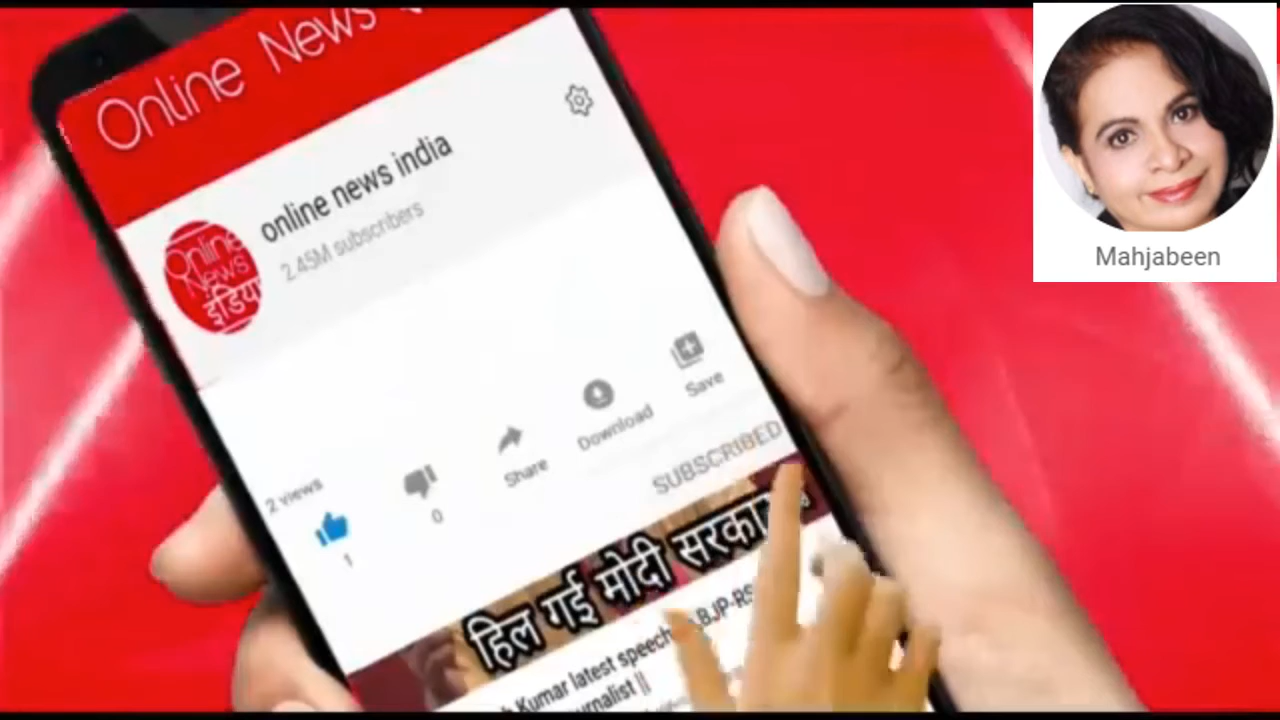 Online News
Mahjabeen
online news india
2.45M subscribers
Online
News
इंडिया
Save
Download
Share
2 views
0
1
SUBSCRIBED
हिल गई मोदी सरकार
Kumar latest speech BJP-RS
journalist ||